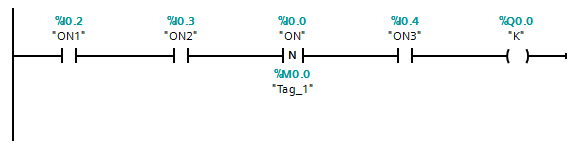 %I0.2 %I0.3 %I0.0 %I0.4 %Q0.0
"ON1" "ON2" "ON" "ON3" "K"
N
%M0.0
"Tag_1"